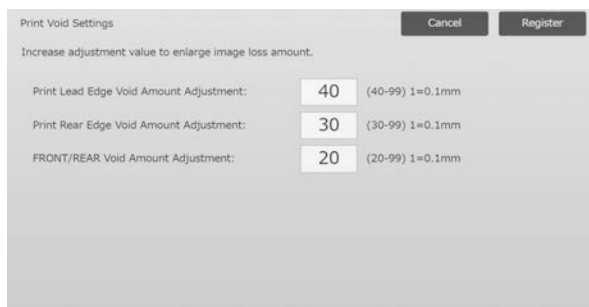 Print Void Settings Cancel Register
Increase adjustment value to enlarge image loss amount.
Print Lead Edge Void Amount Adjustment: 40 (40-99) 1=0.1mm
Print Rear Edge Void Amount Adjustment: 30 (30-99) 1=0.1mm
FRONT/REAR Void Amount Adjustment: 20 (20-99) 1=0.1mm